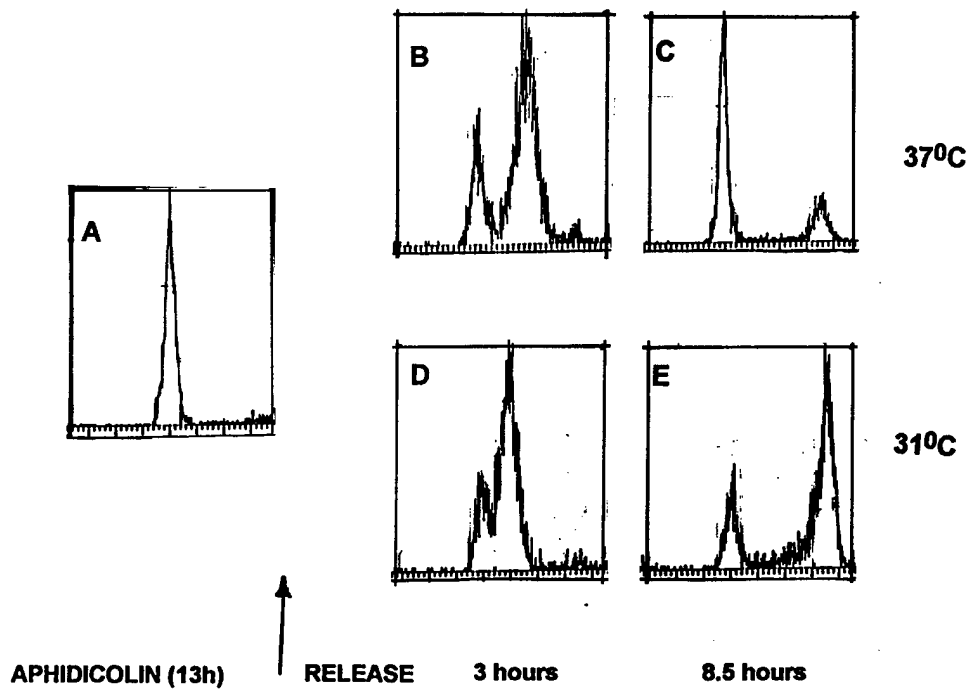 B
C
37⁰C
A
D
E
31⁰C
APHIDICOLIN (13h)
RELEASE
3 hours
8.5 hours